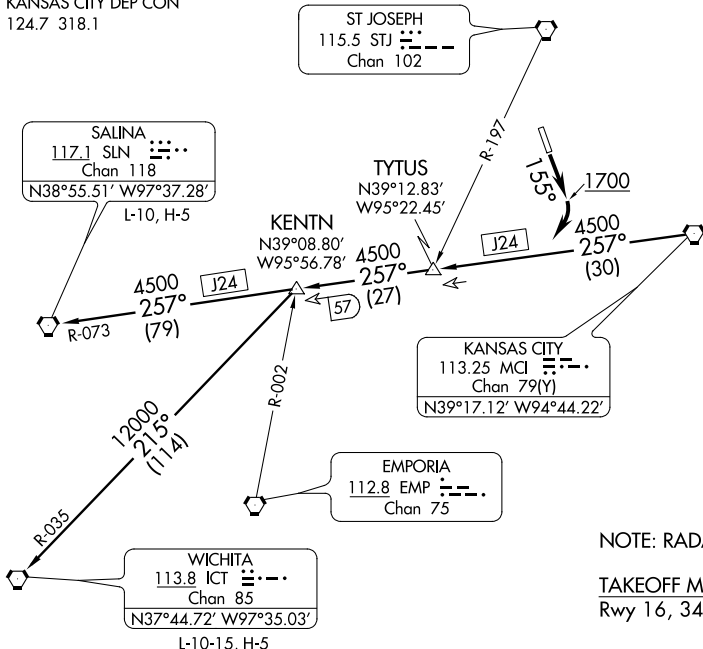 KANSAS CITY DEP CON
124.7 318.1
ST JOSEPH
115.5 STJ
Chan 102
SALINA
117.1 SLN
Chan 118
N38°55.51' W97°37.28'
L-10, H-5
R-197
155°
1700
TYTUS
N39°12.83'
W95°22.45'
KENTN
N39°08.80'
W95°56.78'
4500
J24
257°
(30)
4500
257°
(27)
57
4500
J24
257°
(79)
R-073
KANSAS CITY
113.25 MCI
Chan 79(Y)
N39°17.12' W94°44.22'
R-002
12000
215°
(114)
R-035
EMPORIA
112.8 EMP
Chan 75
WICHITA
113.8 ICT
Chan 85
N37°44.72' W97°35.03'
L-10-15, H-5
NOTE: RADA
TAKEOFF M
Rwy 16, 34